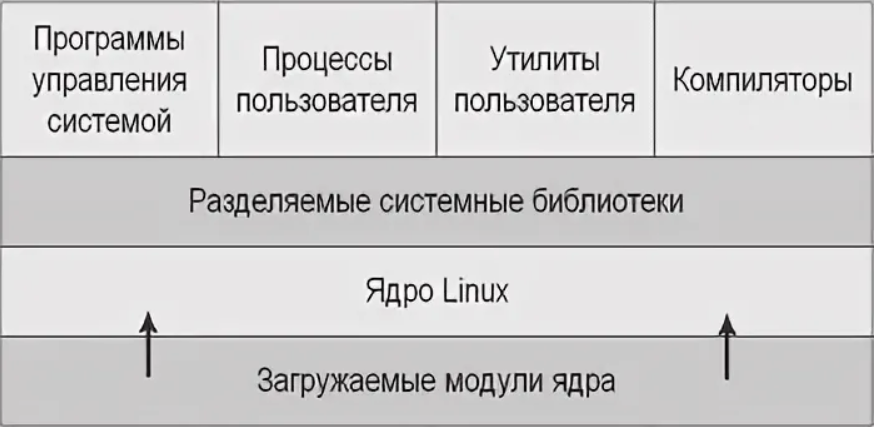 Программы
управления
системой
Процессы
пользователя
Утилиты
пользователя
Компиляторы
Разделяемые системные библиотеки
Ядро Linux
Загружаемые модули ядра